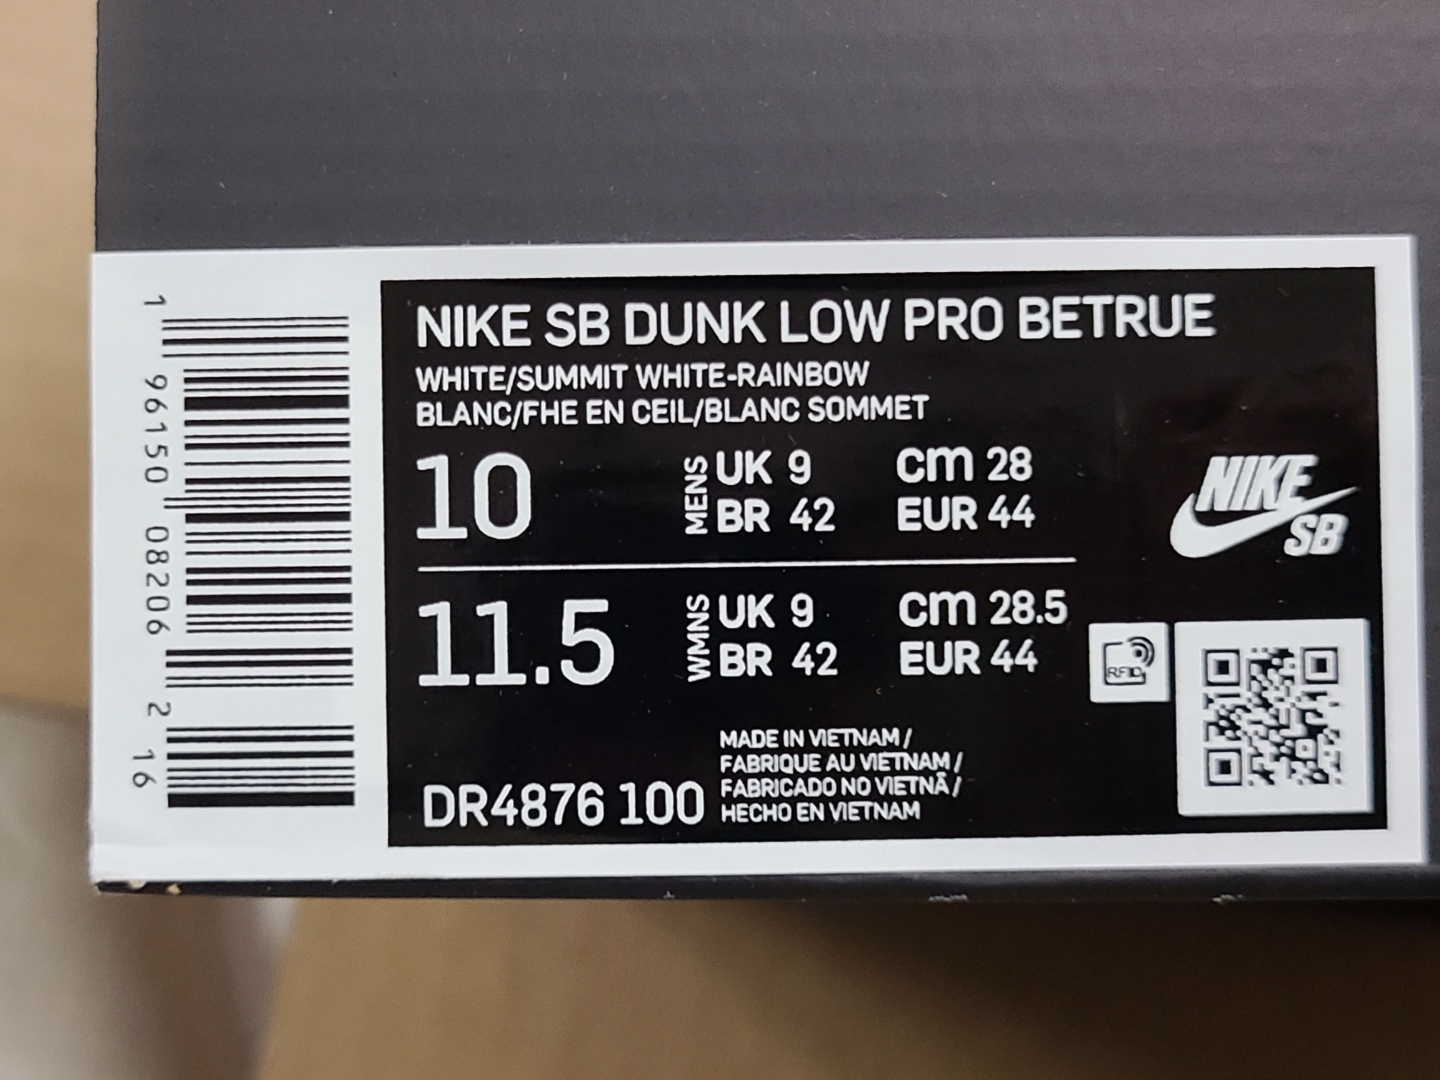 NIKE SB DUNK LOW PRO BETRUE
WHITE/SUMMIT WHITE-RAINBOW
BLANC/FHE EN CEIL/BLANC SOMMET
10 MENS UK 9 cm 28
BR 42 EUR 44
11.5 WMNS UK 9 cm 28.5
BR 42 EUR 44
NIKE
SB
RFID
MADE IN VIETNAM /
FABRIQUE AU VIETNAM /
FABRICADO NO VIETNÃ /
HECHO EN VIETNAM
DR4876 100
1 96150 08206 2 16